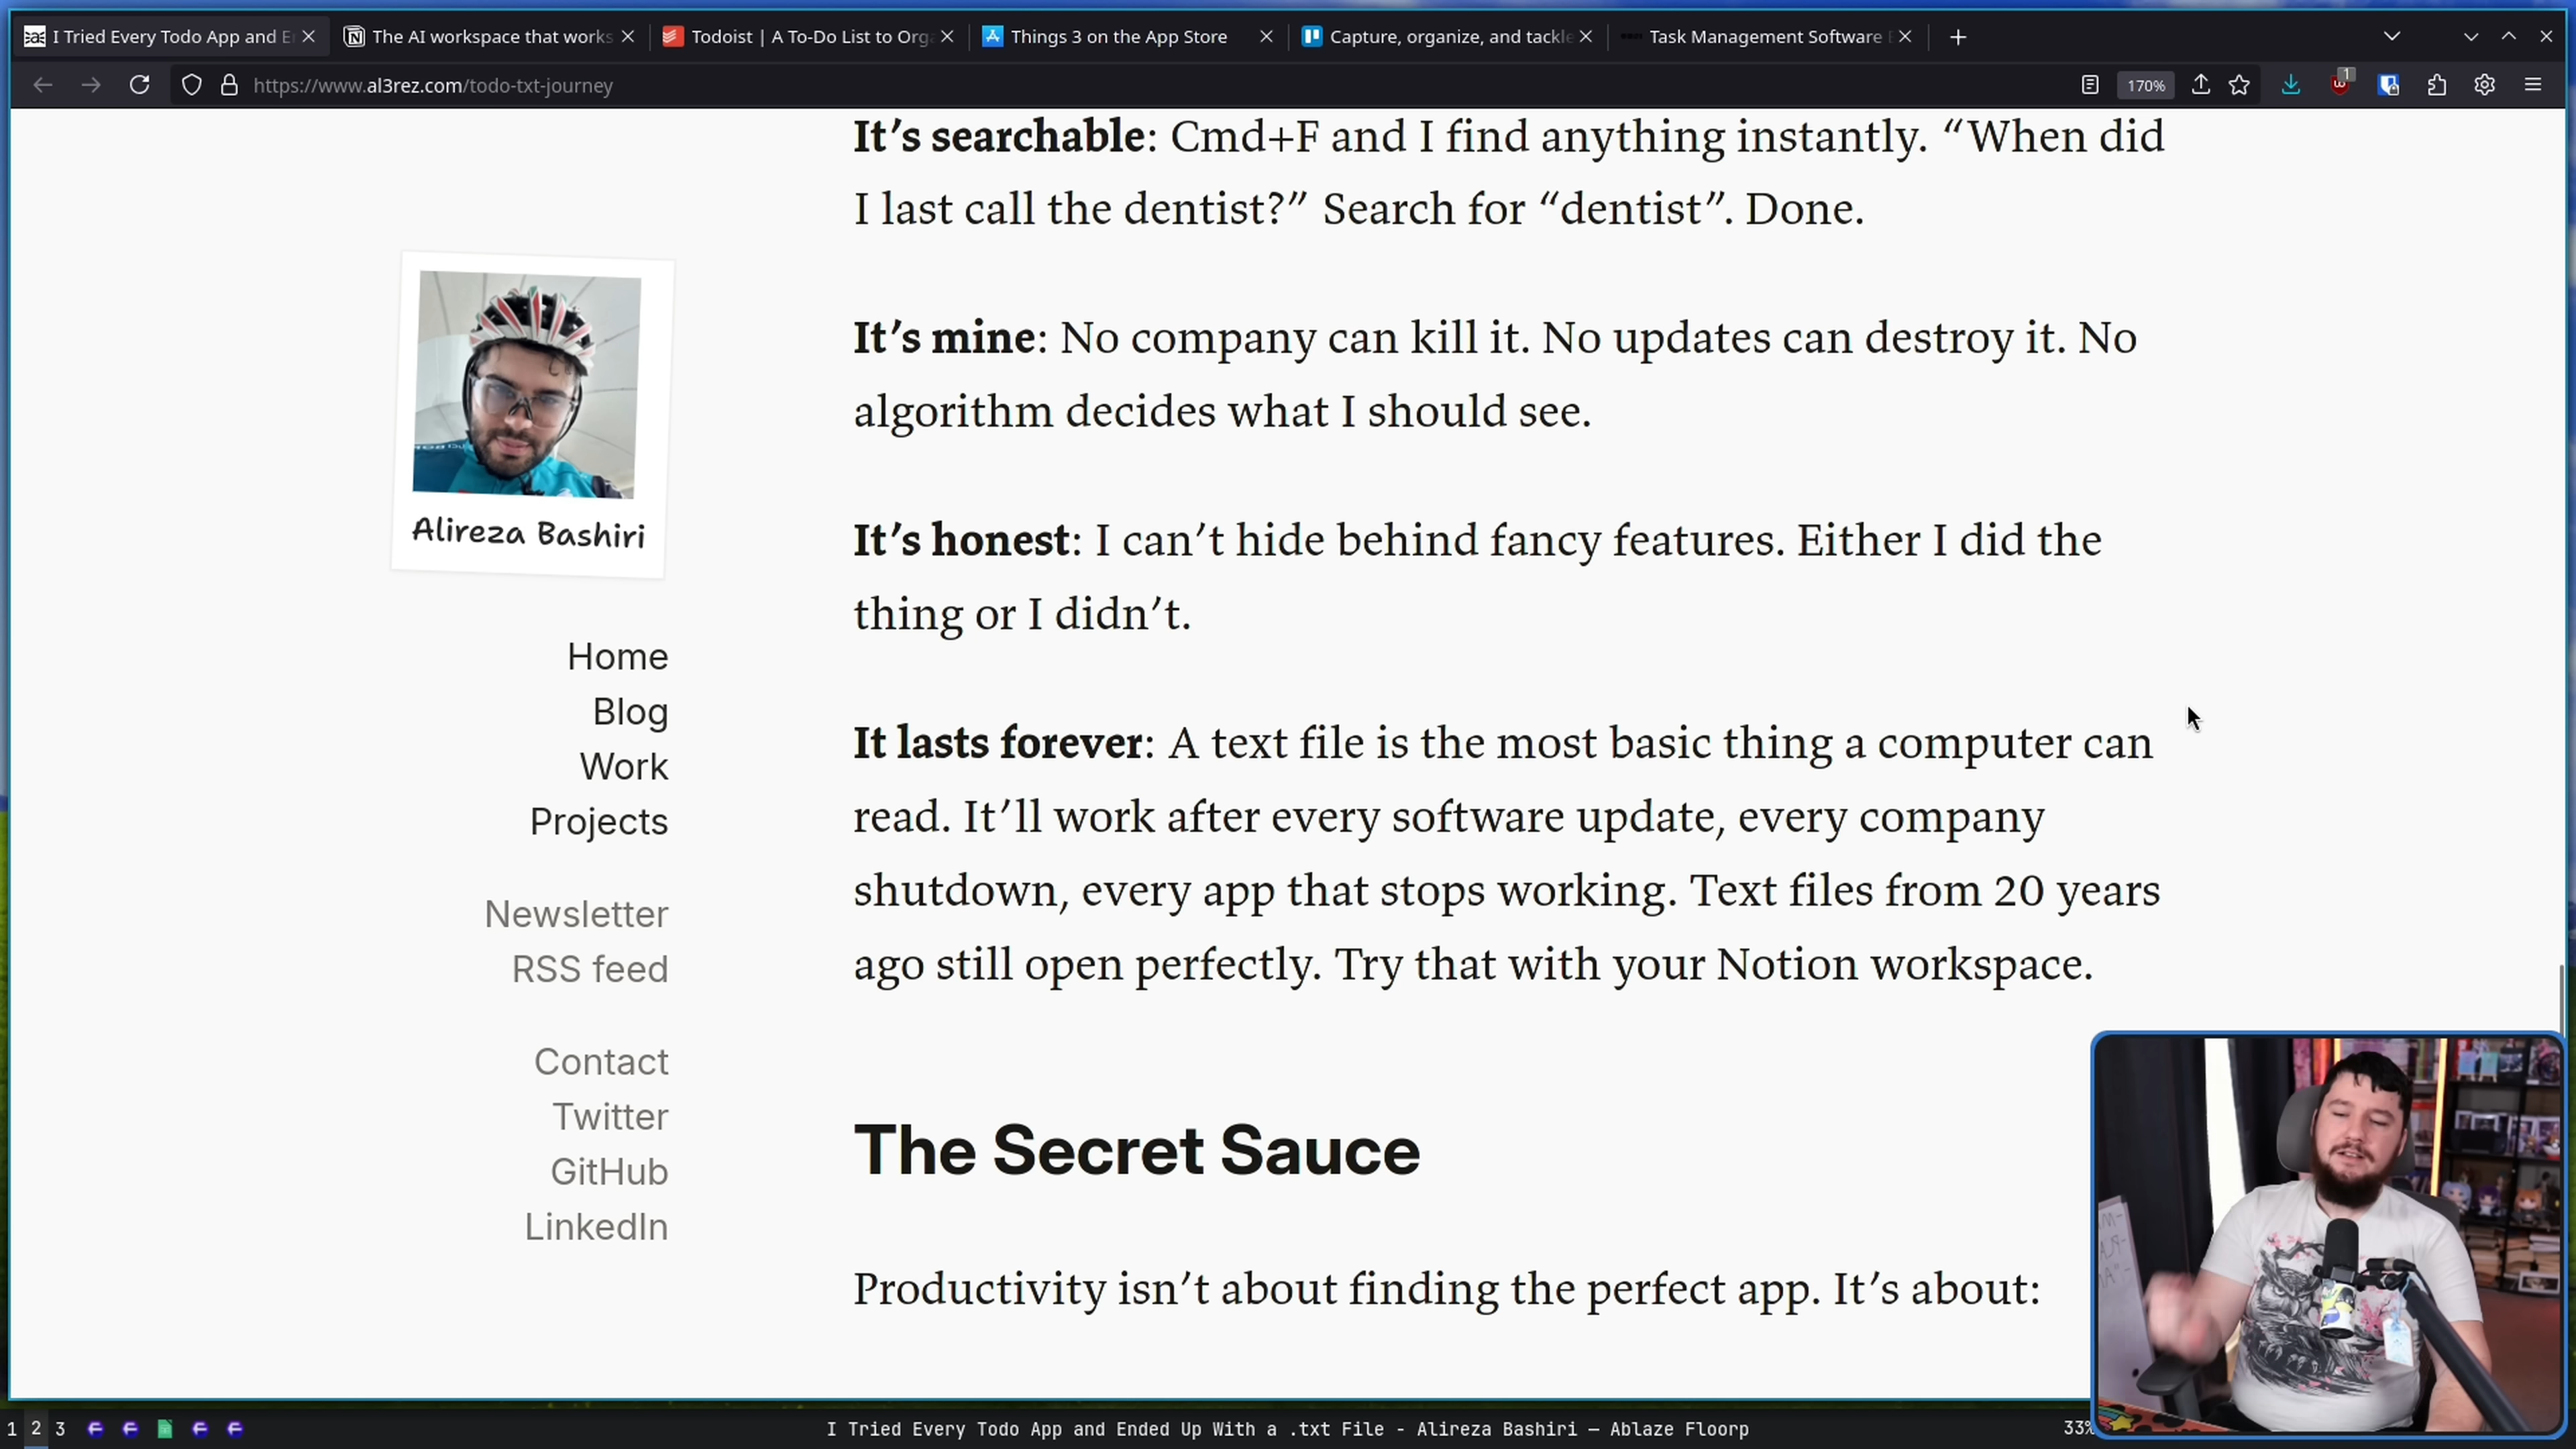 I Tried Every Todo App and E
The AI workspace that works
Todoist | A To-Do List to Orga
Things 3 on the App Store
Capture, organize, and tackle
Task Management Software
https://www.al3rez.com/todo-txt-journey
170%
1
It’s searchable: Cmd+F and I find anything instantly. “When did
I last call the dentist?” Search for “dentist”. Done.
It’s mine: No company can kill it. No updates can destroy it. No
algorithm decides what I should see.
It’s honest: I can’t hide behind fancy features. Either I did the
thing or I didn’t.
It lasts forever: A text file is the most basic thing a computer can
read. It’ll work after every software update, every company
shutdown, every app that stops working. Text files from 20 years
ago still open perfectly. Try that with your Notion workspace.
The Secret Sauce
Productivity isn’t about finding the perfect app. It’s about:
Alireza Bashiri
Home
Blog
Work
Projects
Newsletter
RSS feed
Contact
Twitter
GitHub
LinkedIn
1 2 3
I Tried Every Todo App and Ended Up With a .txt File - Alireza Bashiri — Ablaze Floorp
33%